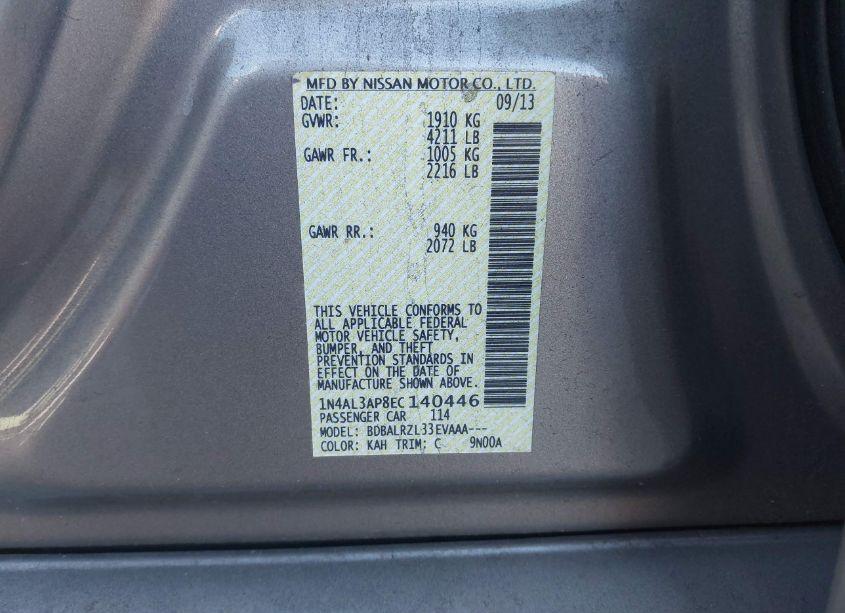 MFD BY NISSAN MOTOR CO., LTD.
DATE: 09/13
GVWR: 1910 KG
4211 LB
GAWR FR.: 1005 KG
2216 LB
GAWR RR.: 940 KG
2072 LB
THIS VEHICLE CONFORMS TO
ALL APPLICABLE FEDERAL
MOTOR VEHICLE SAFETY,
BUMPER, AND THEFT
PREVENTION STANDARDS IN
EFFECT ON THE DATE OF
MANUFACTURE SHOWN ABOVE.
1N4AL3AP8EC140446
PASSENGER CAR 114
MODEL: BDBALRZL33EVAAA---
COLOR: KAH TRIM: C 9N00A